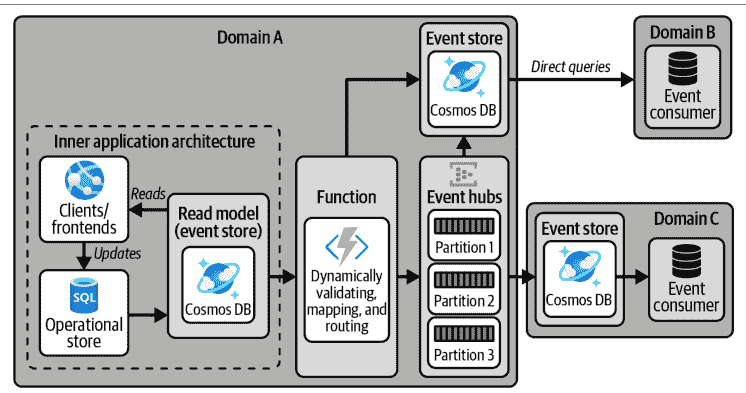 Domain A
Inner application architecture
Clients/
frontends
Reads
Updates
SQL
Operational
store
Read model
(event store)
Cosmos DB
Function
Dynamically
validating,
mapping, and
routing
Event store
Cosmos DB
Event hubs
Partition 1
Partition 2
Partition 3
Direct queries
Domain B
Event
consumer
Domain C
Event store
Cosmos DB
Event
consumer